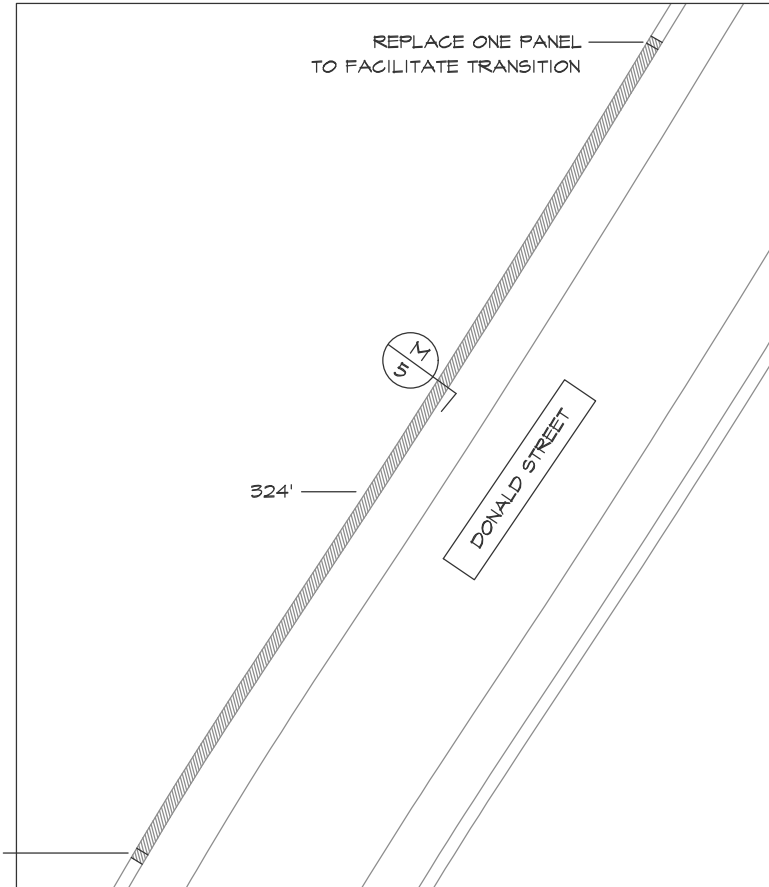 REPLACE ONE PANEL
TO FACILITATE TRANSITION
M
5
324'
DONALD STREET